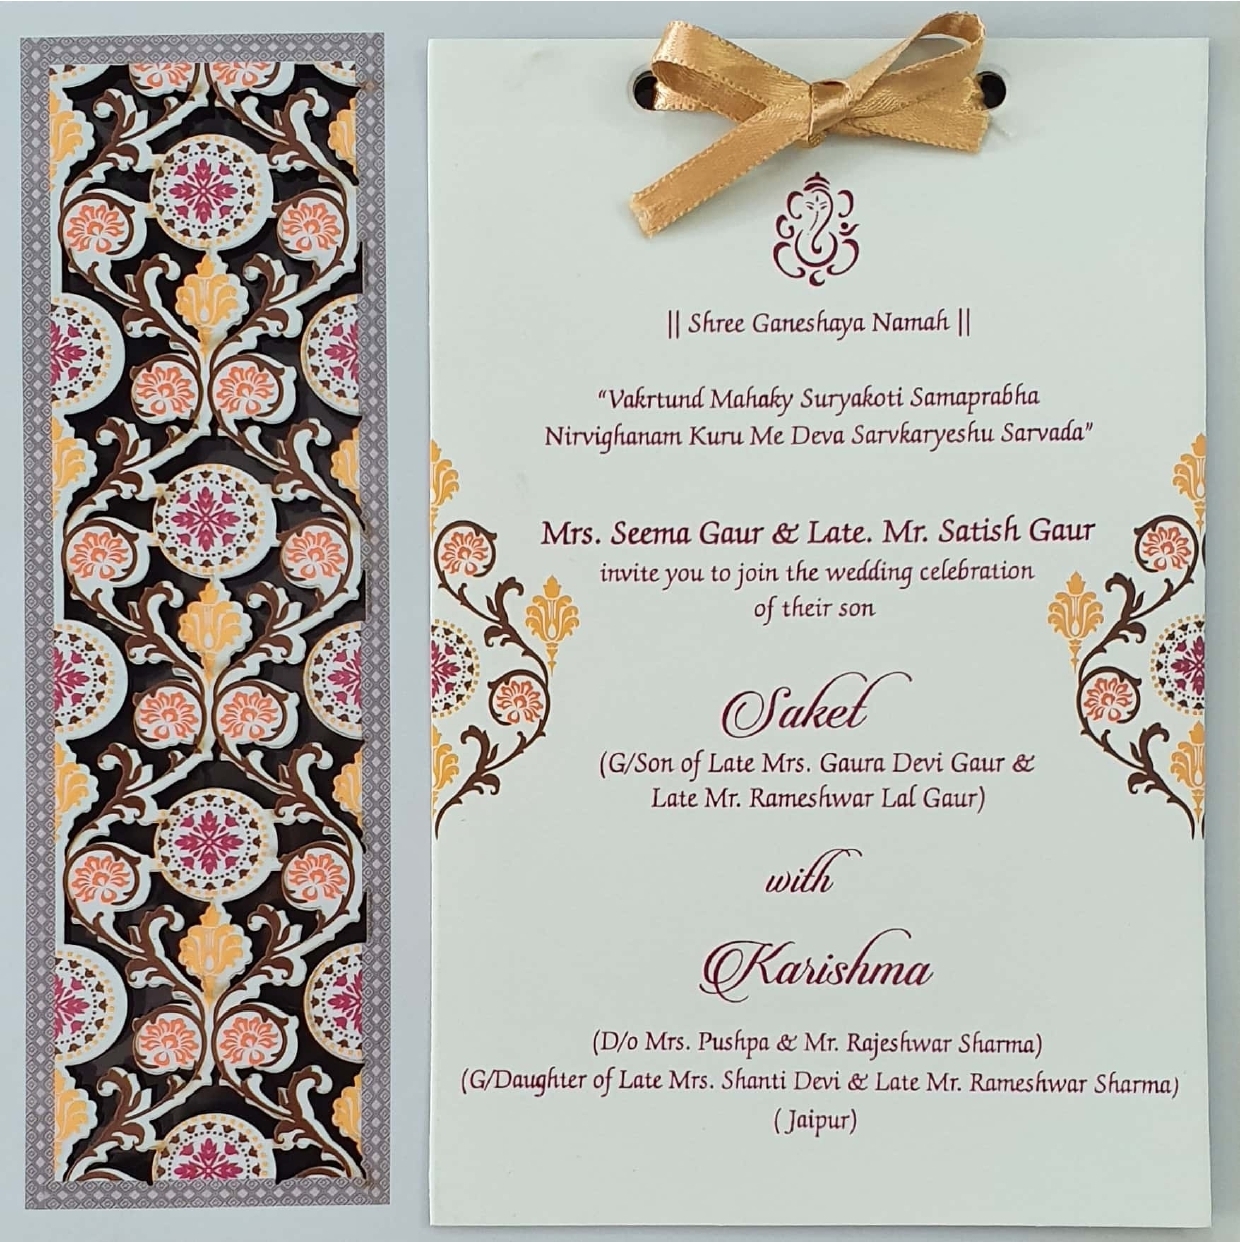 || Shree Ganeshaya Namah ||
"Vakrtund Mahaky Suryakoti Samaprabha
Nirvighanam Kuru Me Deva Sarvkaryeshu Sarvada"
Mrs. Seema Gaur & Late. Mr. Satish Gaur
invite you to join the wedding celebration
of their son
Saket
(G/Son of Late Mrs. Gaura Devi Gaur &
Late Mr. Rameshwar Lal Gaur)
with
Karishma
(D/o Mrs. Pushpa & Mr. Rajeshwar Sharma)
(G/Daughter of Late Mrs. Shanti Devi & Late Mr. Rameshwar Sharma)
(Jaipur)